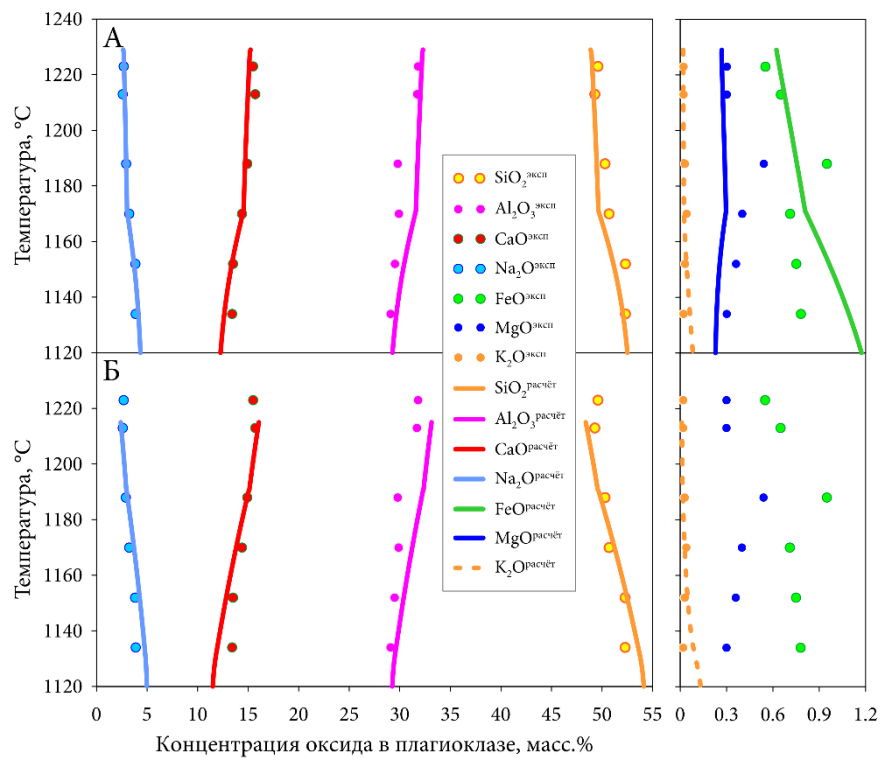 А
1240
1220
1200
1180
1160
1140
1120
Температура, °C
SiO₂эксп
Al₂O₃эксп
CaOэксп
Na₂Oэксп
FeOэксп
MgOэксп
K₂Oэксп
SiO₂расчёт
Al₂O₃расчёт
CaOрасчёт
Na₂Oрасчёт
FeOрасчёт
MgOрасчёт
K₂Oрасчёт
Б
1220
1200
1180
1160
1140
1120
Температура, °C
0 5 10 15 20 25 30 35 40 45 50 55
0 0.3 0.6 0.9 1.2
Концентрация оксида в плагиоклазе, масс.%